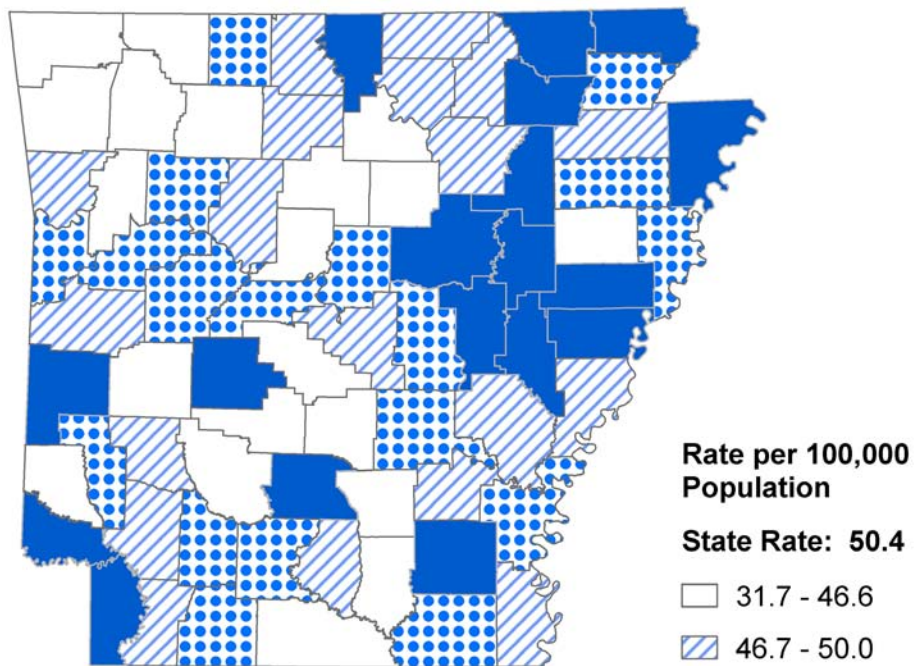 Rate per 100,000
Population
State Rate: 50.4
31.7 - 46.6
46.7 - 50.0